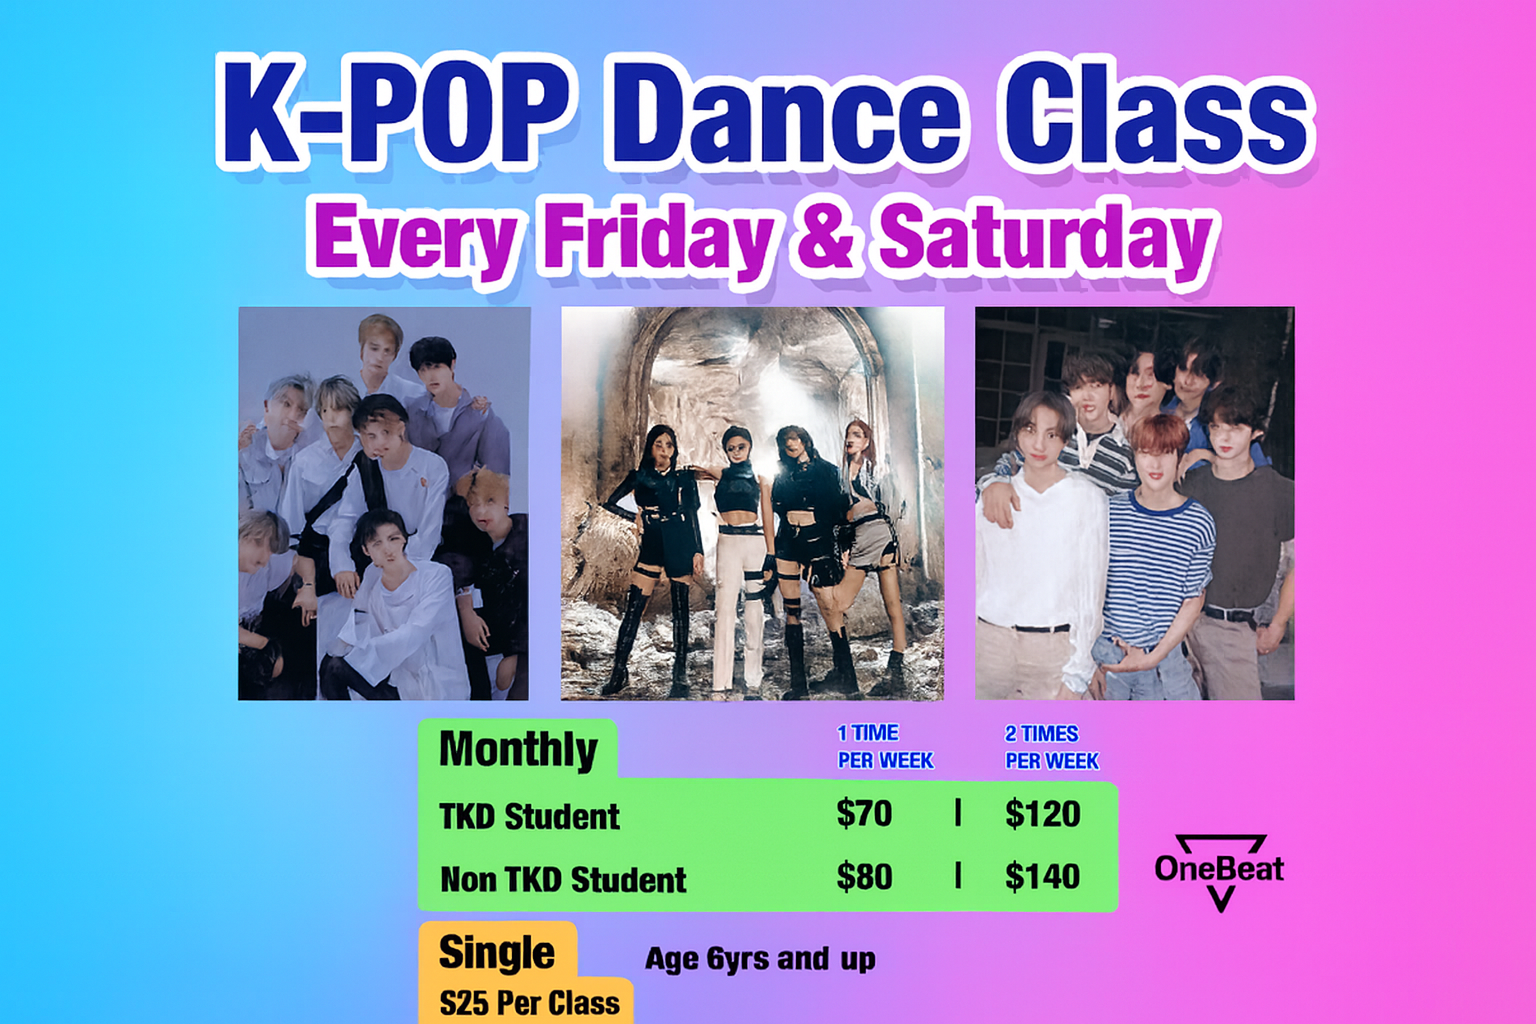 K-POP Dance Class
Every Friday & Saturday
Monthly
1 TIME
PER WEEK
2 TIMES
PER WEEK
TKD Student $70 | $120
Non TKD Student $80 | $140
OneBeat
Single
Age 6yrs and up
S25 Per Class